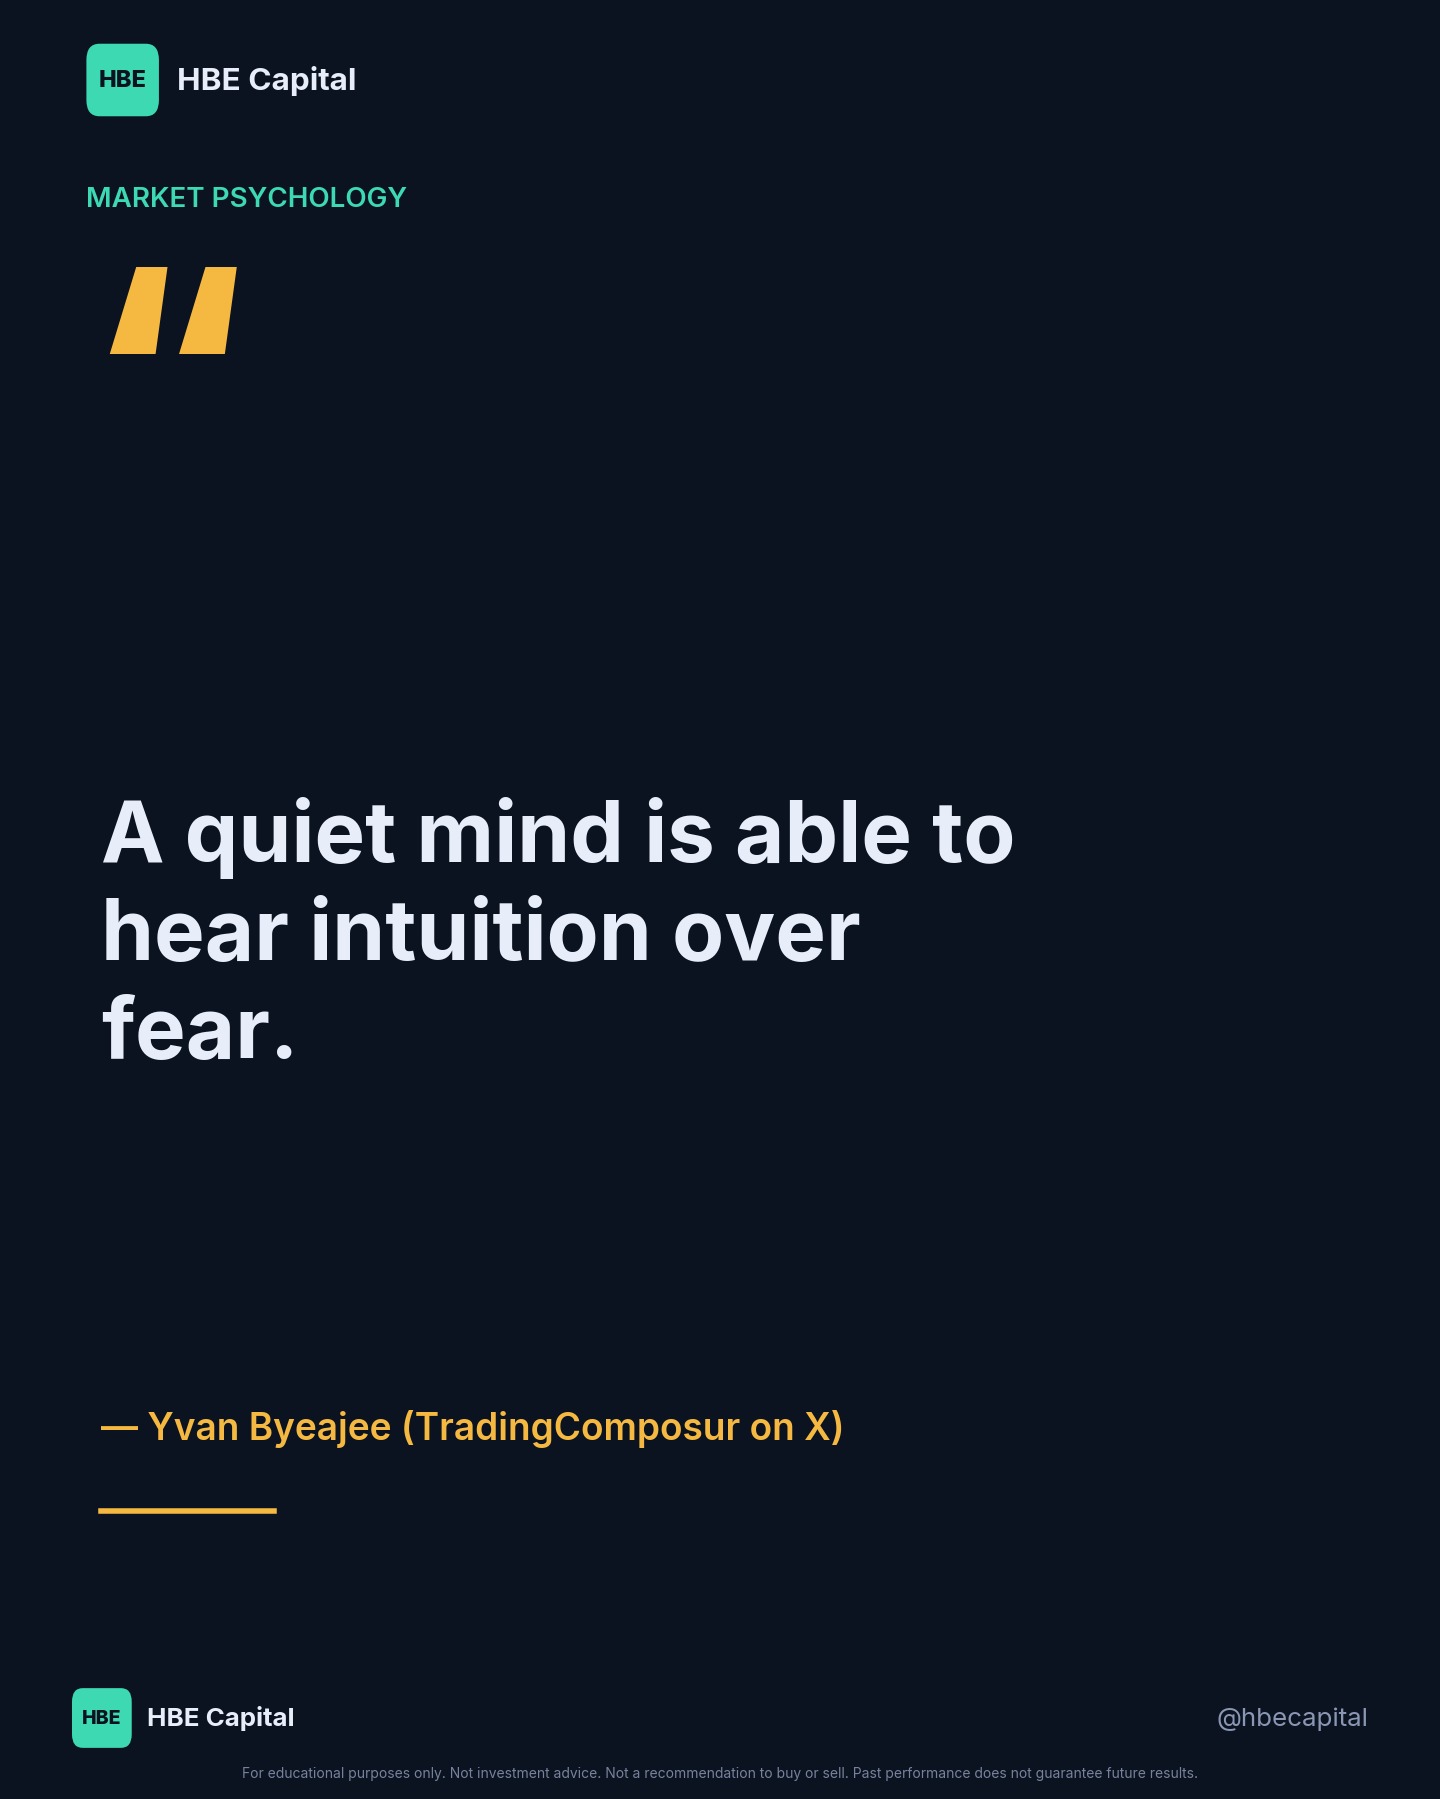 HBE
HBE Capital
MARKET PSYCHOLOGY
"
A quiet mind is able to
hear intuition over
fear.
— Yvan Byeajee (TradingComposur on X)
HBE
HBE Capital
@hbecapital
For educational purposes only. Not investment advice. Not a recommendation to buy or sell. Past performance does not guarantee future results.